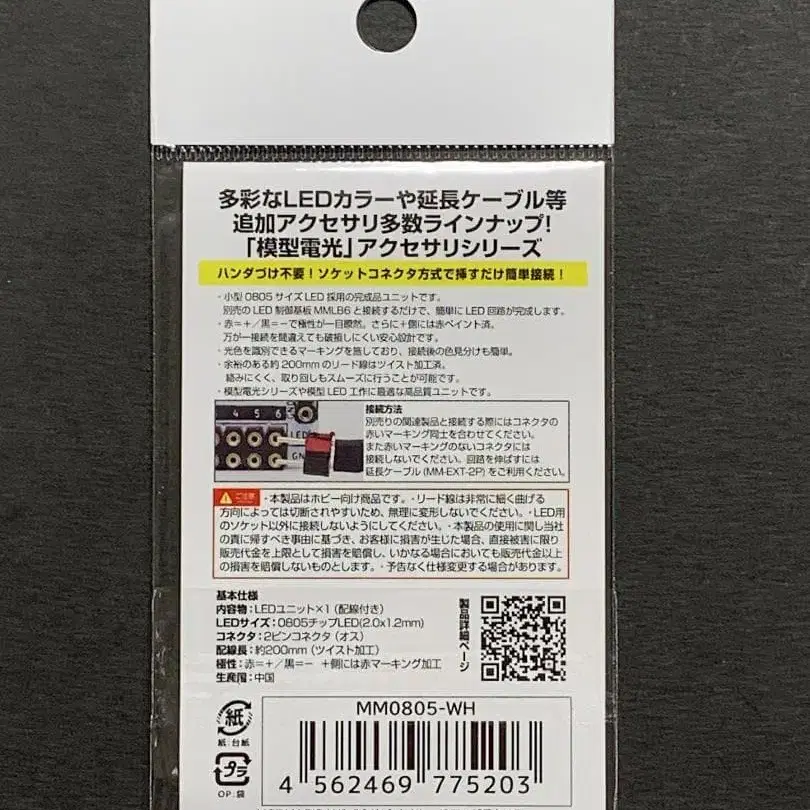 多彩なLEDカラーや延長ケーブル等
追加アクセサリ多数ラインナップ!
「模型電光」アクセサリシリーズ
ハンダづけ不要!ソケットコネクタ方式で挿すだけ簡単接続!
・小型0805サイズLED採用の完成品ユニットです。
別売のLED制御基板MMLB6と接続するだけで、簡単にLED回路が完成します。
・赤=+/黒=-で極性が一目瞭然。さらに+側には赤ペイント済。
万が一接続を間違えても破損しにくい安心設計です。
・光色を識別できるマーキングを施しており、接続後の色見分けも簡単。
・余裕のある約200mmのリード線はツイスト加工済。
絡みにくく、取り回しもスムーズに行うことが可能です。
・模型電光シリーズや模型LED工作に最適な高品質ユニットです。
4 5 6
LED
GN
接続方法
別売りの関連製品と接続する際にはコネクタの
赤いマーキング同士を合わせてください。
また赤いマーキングのないコネクタには
接続しないでください。回路を伸ばすには
延長ケーブル(MM-EXT-2P)をご利用ください。
ご注意 ・本製品はホビー向け商品です。・リード線は非常に細く曲げる
方向によっては切断されやすいため、無理に変形しないでください。・LED用
のソケット以外に接続しないようにしてください。・本製品の使用に関し当社
の責に帰すべき事由に基づき、お客様に損害が生じた場合、直接被害に限り
販売代金を上限として損害を賠償し、いかなる場合においても販売代金以上
の損害を賠償しないものとします。・予告なく仕様変更する場合があります。
基本仕様
内容物:LEDユニット×1(配線付き)
LEDサイズ:0805チップLED(2.0x1.2mm)
コネクタ:2ピンコネクタ(オス)
配線長:約200mm(ツイスト加工)
極性:赤=+/黒=- +側には赤マーキング加工
生産国:中国
製品詳細ページ
紙
紙:台紙
プラ
OP:袋
MM0805-WH
4 562469 775203